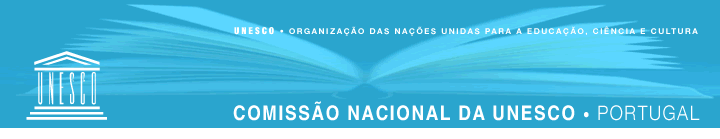 UNESCO • ORGANIZAÇÃO DAS NAÇÕES UNIDAS PARA A EDUCAÇÃO, CIÊNCIA E CULTURA
UNESCO
COMISSÃO NACIONAL DA UNESCO • PORTUGAL